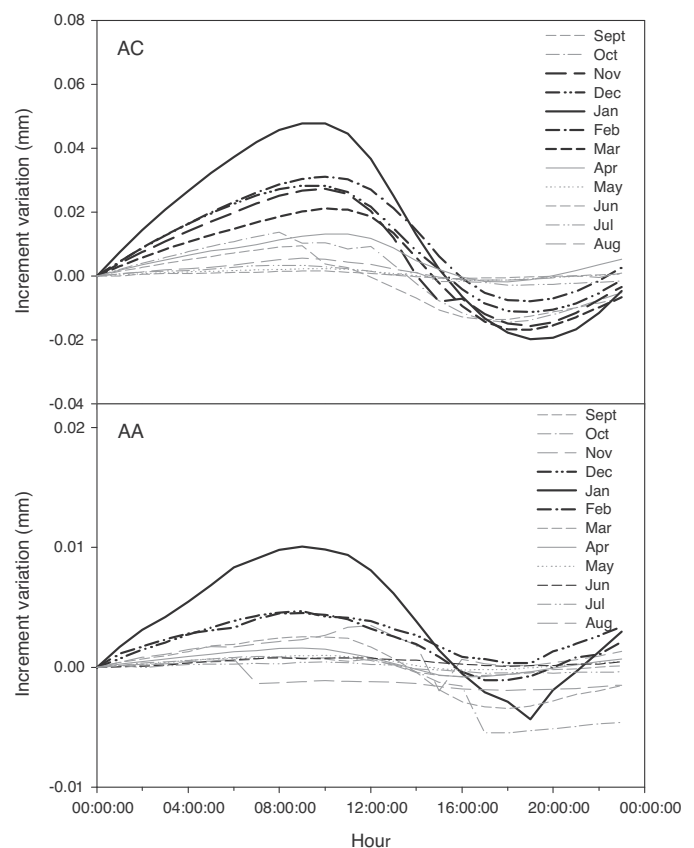 AC
0.08
0.06
0.04
0.02
0.00
-0.02
-0.04
Increment variation (mm)
Sept
Oct
Nov
Dec
Jan
Feb
Mar
Apr
May
Jun
Jul
Aug
AA
0.02
0.01
0.00
-0.01
Increment variation (mm)
Sept
Oct
Nov
Dec
Jan
Feb
Mar
Apr
May
Jun
Jul
Aug
00:00:00 04:00:00 08:00:00 12:00:00 16:00:00 20:00:00 00:00:00
Hour